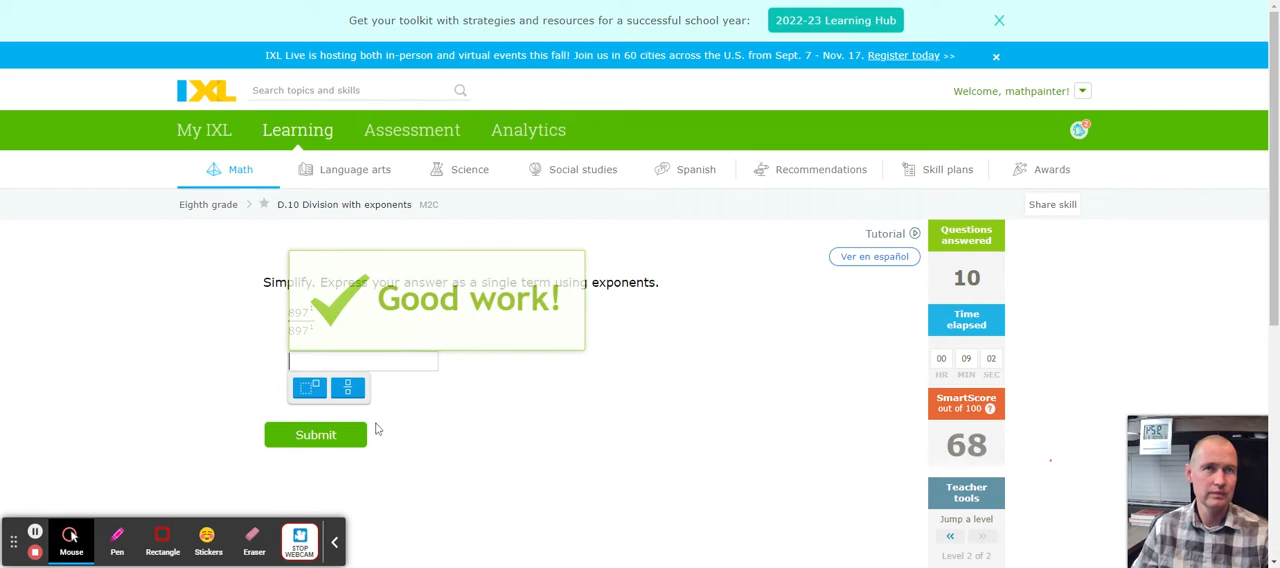 Get your toolkit with strategies and resources for a successful school year: 2022-23 Learning Hub
IXL Live is hosting both in-person and virtual events this fall! Join us in 60 cities across the U.S. from Sept. 7 - Nov. 17. Register today >>
IXL Search topics and skills Welcome, mathpainter!
My IXL Learning Assessment Analytics 2
Math Language arts Science Social studies Spanish Recommendations Skill plans Awards
Eighth grade > D.10 Division with exponents M2C Share skill
Tutorial
Ver en español
Simplify. Express your answer as a single term using exponents.
Good work!
897
897
Submit
Questions answered
10
Time elapsed
00 09 02
HR MIN SEC
SmartScore
out of 100 ?
68
Teacher tools
Jump a level
Level 2 of 2
Mouse Pen Rectangle Stickers Eraser STOP WEBCAM